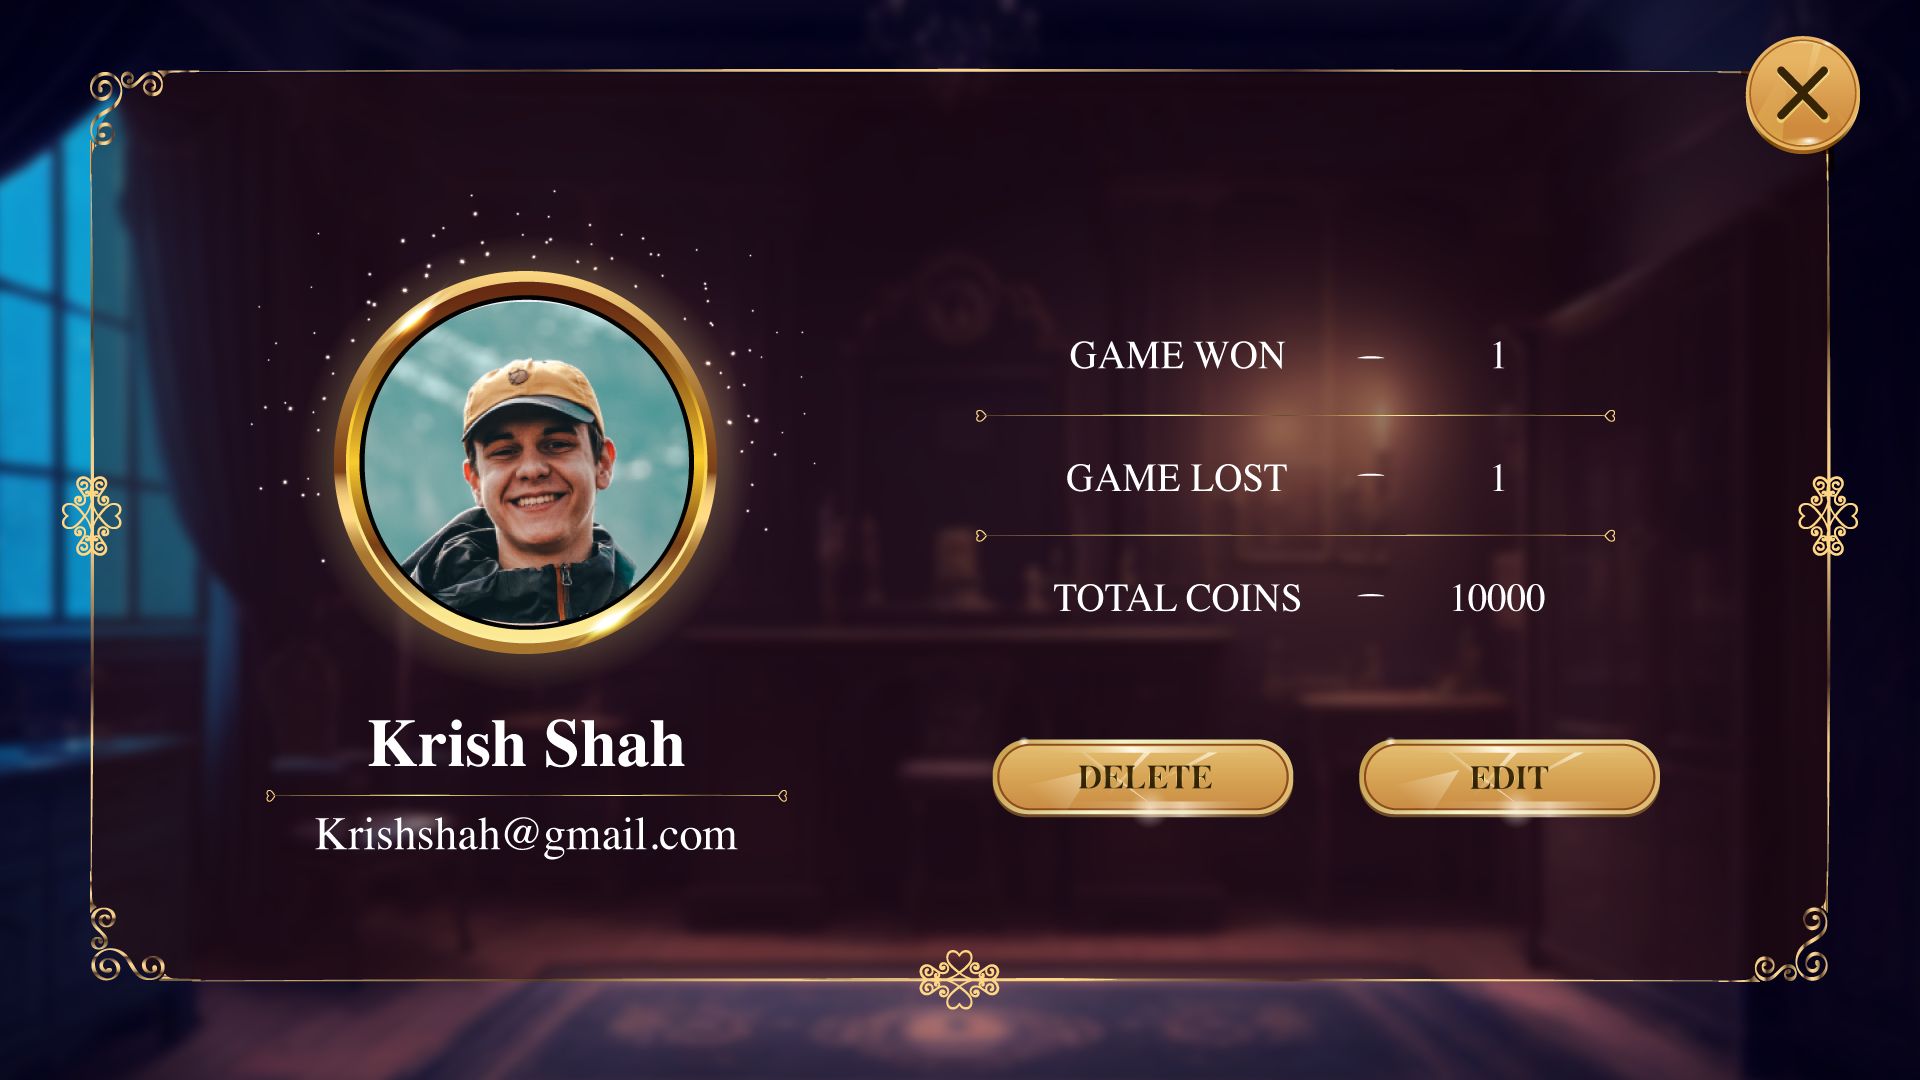 GAME WON – 1
GAME LOST – 1
TOTAL COINS – 10000
Krish Shah
Krishshah@gmail.com
DELETE
EDIT